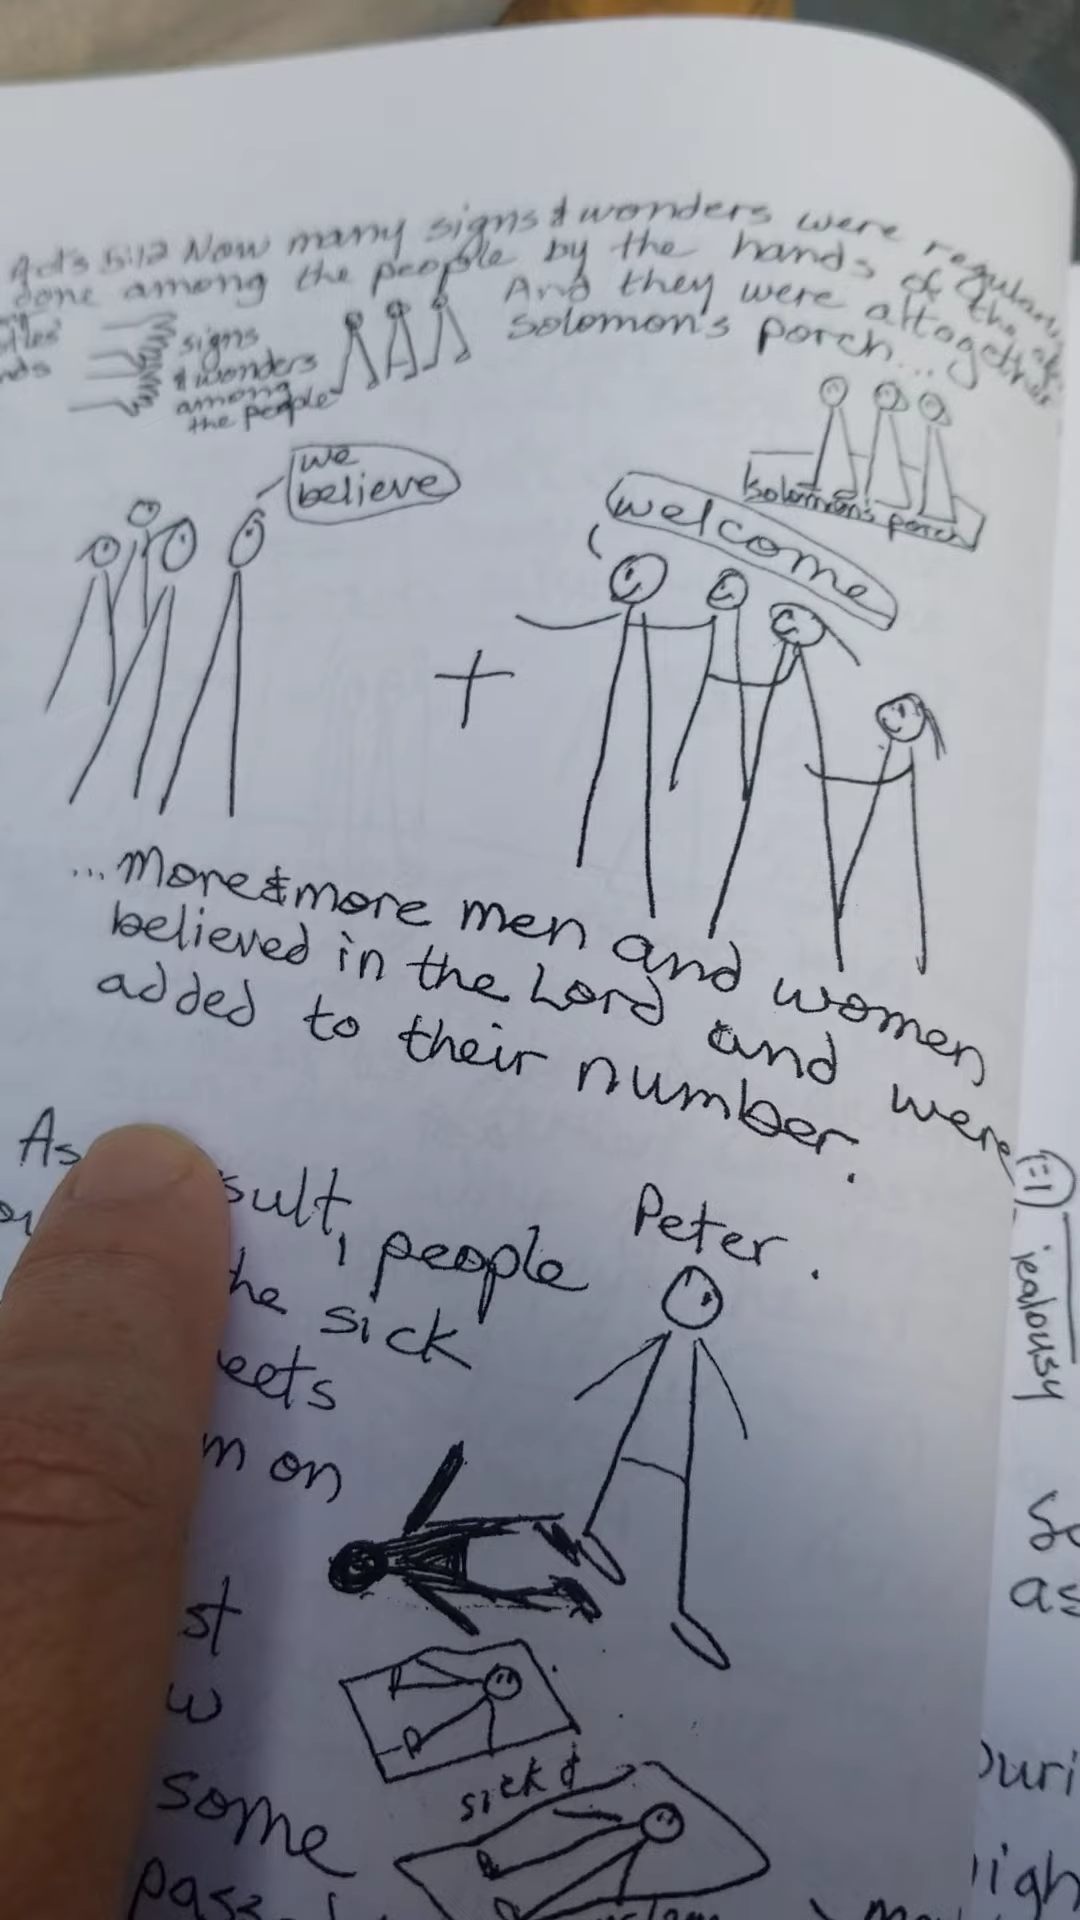 Acts 5:12 Now many signs & wonders were regularly
done among the people by the hands of the
And they were altogether
Solomon's porch...
signs
& wonders
among
the people
Solomon's porch
we
believe
welcome
...more & more men and women
believed in the Lord and were
added to their number.
As
sult, people
he sick
eets
m on
st
w
some
pass
Peter.
sick &
jealousy
So
as